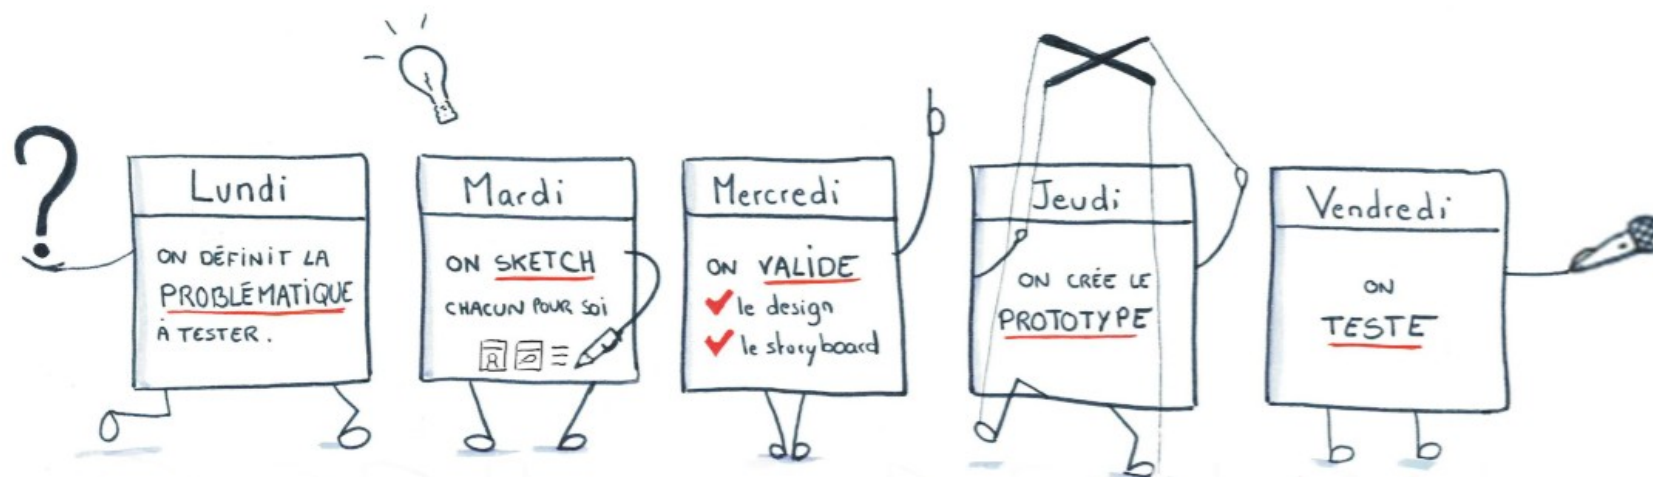 Lundi
ON DÉFINIT LA
PROBLÉMATIQUE
À TESTER.
Mardi
ON SKETCH
CHACUN POUR SOI
Mercredi
ON VALIDE
le design
le storyboard
Jeudi
ON CRÉE LE
PROTOTYPE
Vendredi
ON
TESTE